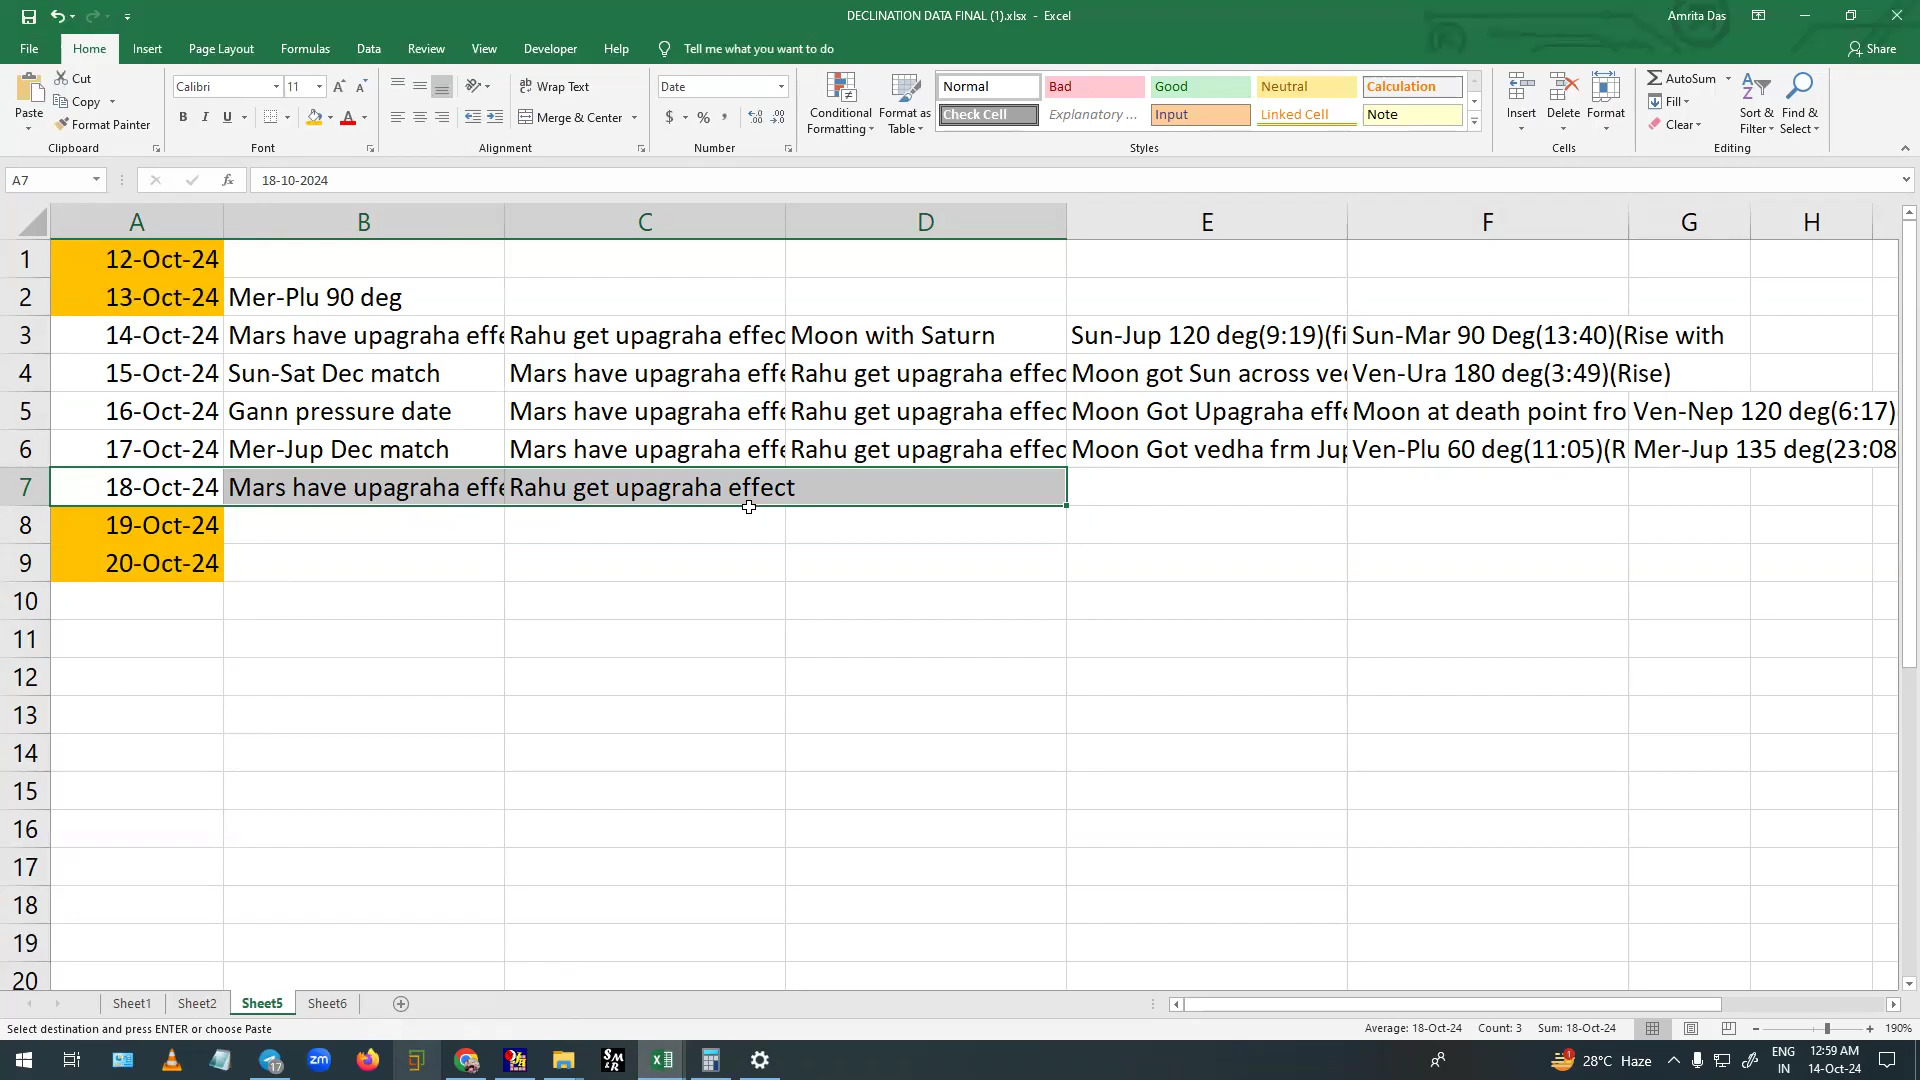 DECLINATION DATA FINAL (1).xlsx - Excel
Amrita Das
File Home Insert Page Layout Formulas Data Review View Developer Help Tell me what you want to do
Share
Paste
Cut
Copy
Format Painter
Clipboard
Calibri 11
B I U
Font
Wrap Text
Merge & Center
Alignment
Date
$ % ,
Number
Conditional Formatting
Format as Table
Normal Bad Good Neutral Calculation
Check Cell Explanatory ... Input Linked Cell Note
Styles
Insert Delete Format
Cells
AutoSum
Fill
Clear
Sort & Filter
Find & Select
Editing
A7 fx 18-10-2024
A B C D E F G H
1 12-Oct-24
2 13-Oct-24 Mer-Plu 90 deg
3 14-Oct-24 Mars have upagraha effe Rahu get upagraha effec Moon with Saturn Sun-Jup 120 deg(9:19)(fi Sun-Mar 90 Deg(13:40)(Rise with
4 15-Oct-24 Sun-Sat Dec match Mars have upagraha effe Rahu get upagraha effec Moon got Sun across ved Ven-Ura 180 deg(3:49)(Rise)
5 16-Oct-24 Gann pressure date Mars have upagraha effe Rahu get upagraha effec Moon Got Upagraha effe Moon at death point fro Ven-Nep 120 deg(6:17)
6 17-Oct-24 Mer-Jup Dec match Mars have upagraha effe Rahu get upagraha effec Moon Got vedha frm Jup Ven-Plu 60 deg(11:05)(R Mer-Jup 135 deg(23:08
7 18-Oct-24 Mars have upagraha effe Rahu get upagraha effect
8 19-Oct-24
9 20-Oct-24
10
11
12
13
14
15
16
17
18
19
20
Sheet1 Sheet2 Sheet5 Sheet6
Select destination and press ENTER or choose Paste
Average: 18-Oct-24 Count: 3 Sum: 18-Oct-24
190%
17
zm
28°C Haze
ENG
IN
12:59 AM
14-Oct-24